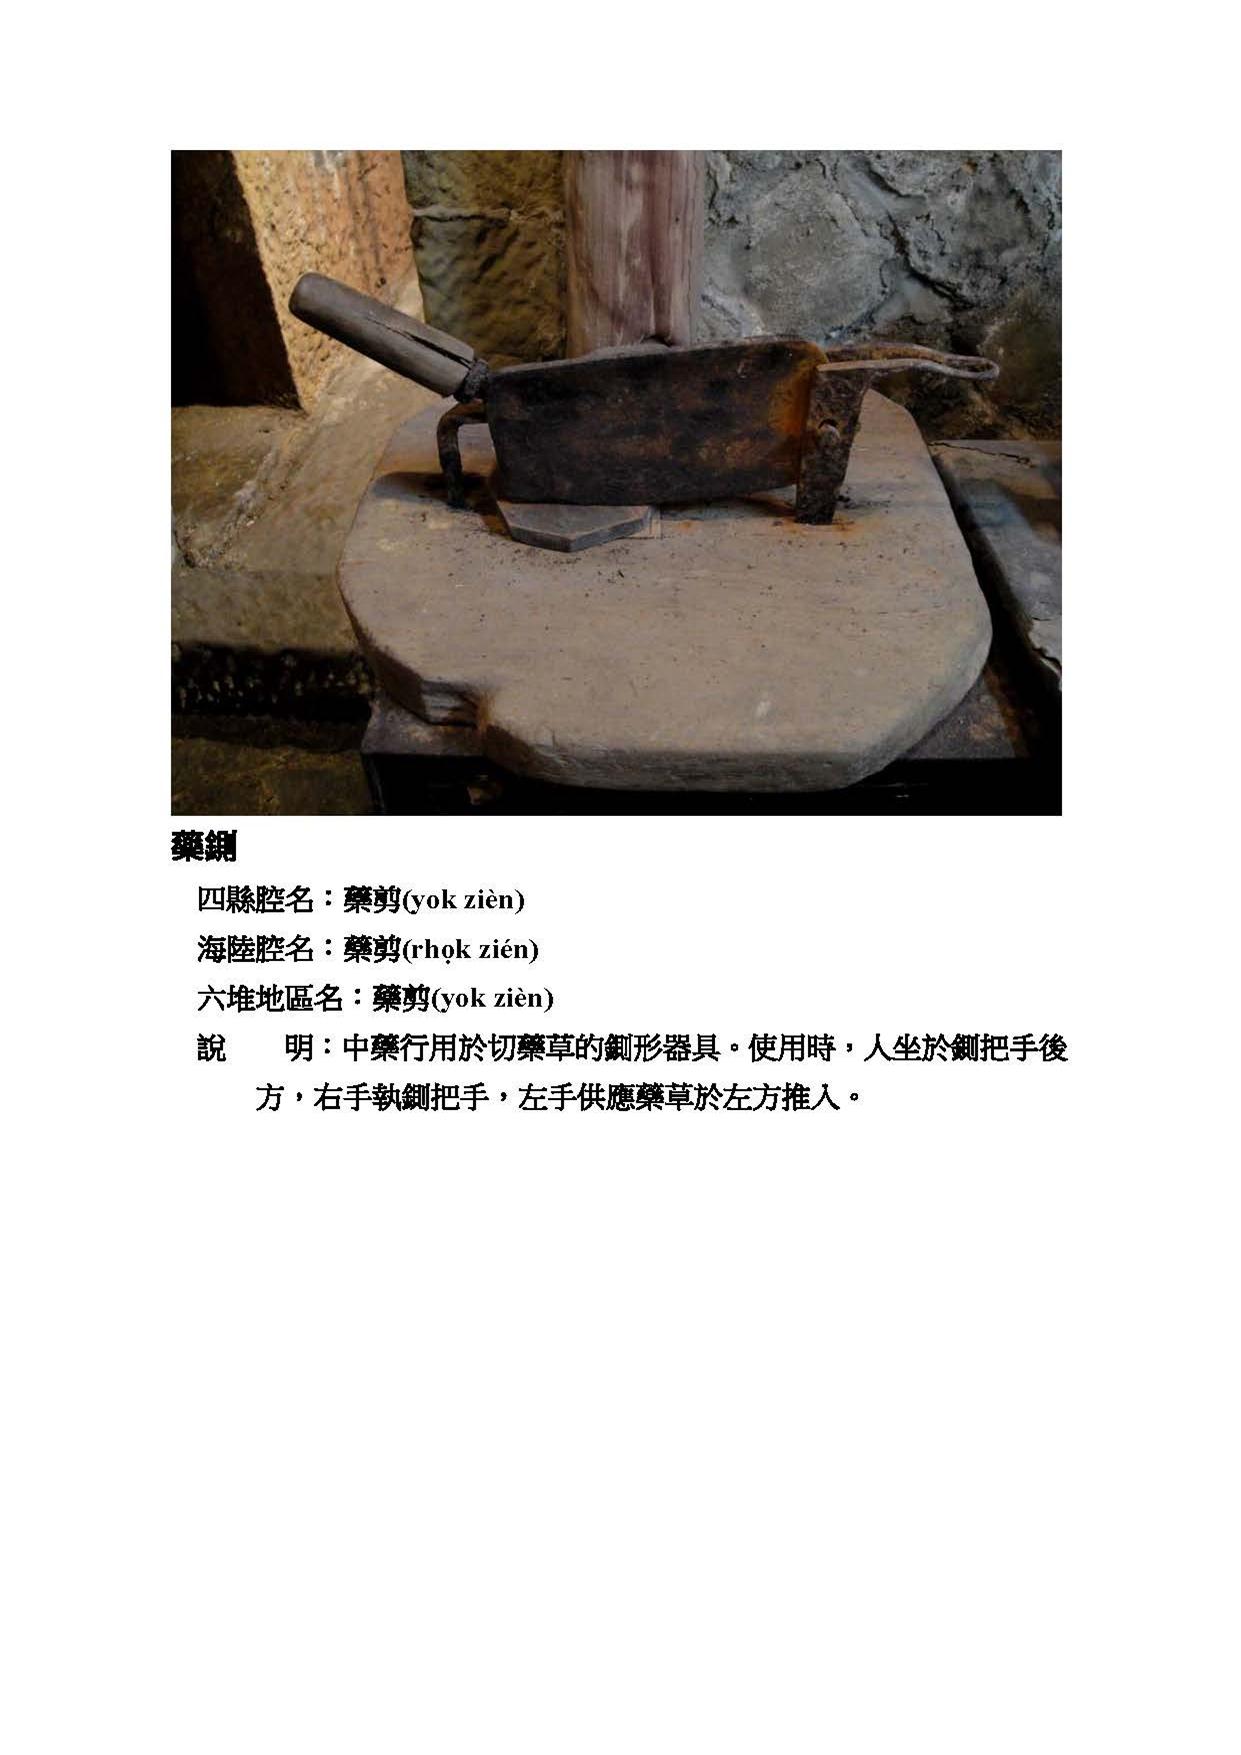 藥鍘
四縣腔名：藥剪(yok zièn)
海陸腔名：藥剪(rhọk zién)
六堆地區名：藥剪(yok zièn)
說　　明：中藥行用於切藥草的鍘形器具。使用時，人坐於鍘把手後
方，右手執鍘把手，左手供應藥草於左方推入。